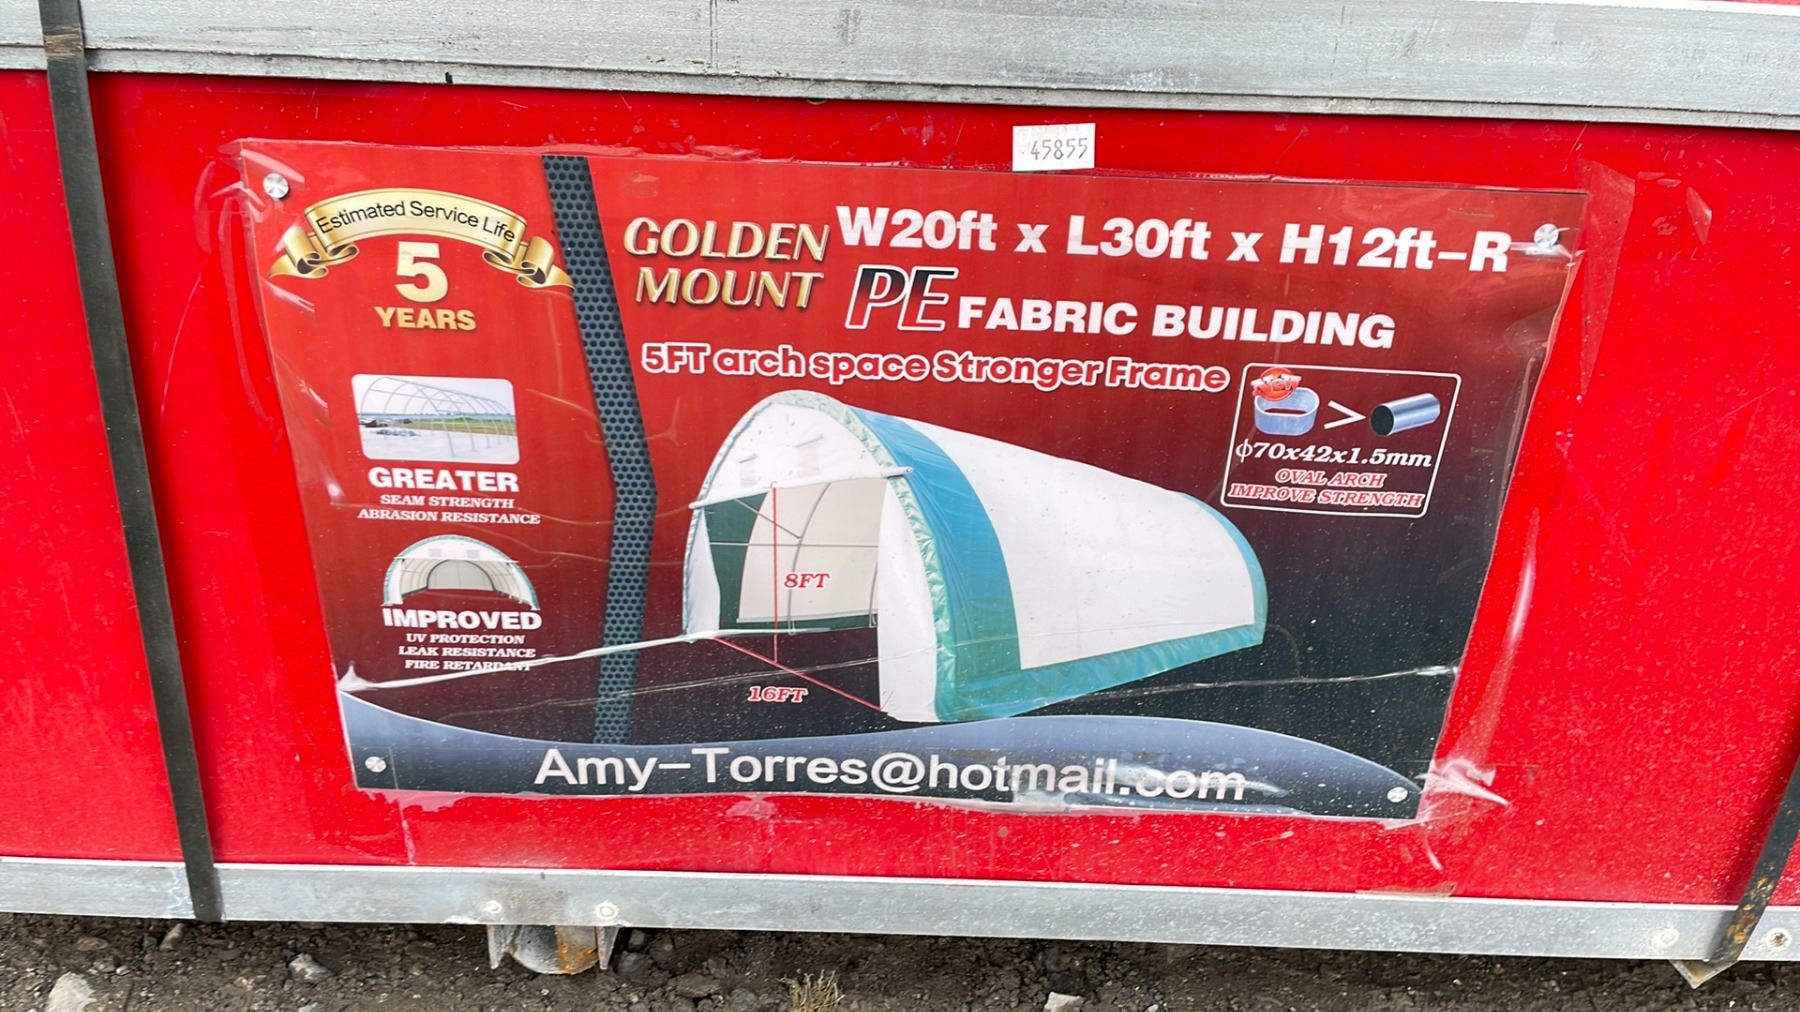 45855
Estimated Service Life
5
YEARS
GOLDEN
MOUNT
W20ft x L30ft x H12ft-R
PE FABRIC BUILDING
5FT arch space Stronger Frame
New
>
ф70x42x1.5mm
OVAL ARCH
IMPROVE STRENGTH
GREATER
SEAM STRENGTH
ABRASION RESISTANCE
IMPROVED
UV PROTECTION
LEAK RESISTANCE
FIRE RETARDANT
8FT
16FT
Amy-Torres@hotmail.com